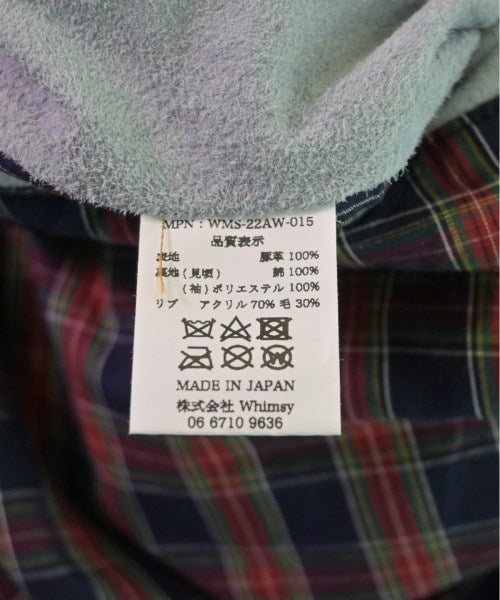 MPN : WMS-22AW-015
品質表示
表地 豚革 100%
裏地 (見頃) 綿 100%
(袖) ポリエステル 100%
リブ アクリル 70% 毛 30%
W
MADE IN JAPAN
株式会社 Whimsy
06 6710 9636